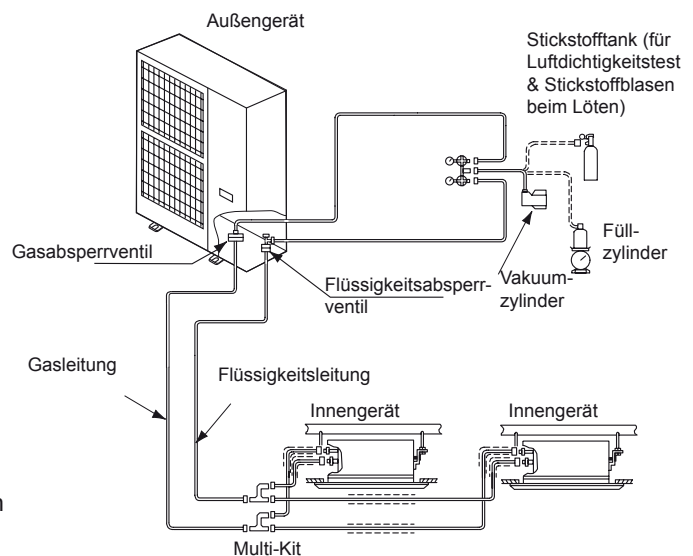 Außengerät
Stickstofftank (für
Luftdichtigkeitstest
& Stickstoffblasen
beim Löten)
Gasabsperrventil
Flüssigkeitsabsperr-
ventil
Vakuum-
zylinder
Füll-
zylinder
Gasleitung
Flüssigkeitsleitung
Innengerät
Innengerät
n
Multi-Kit